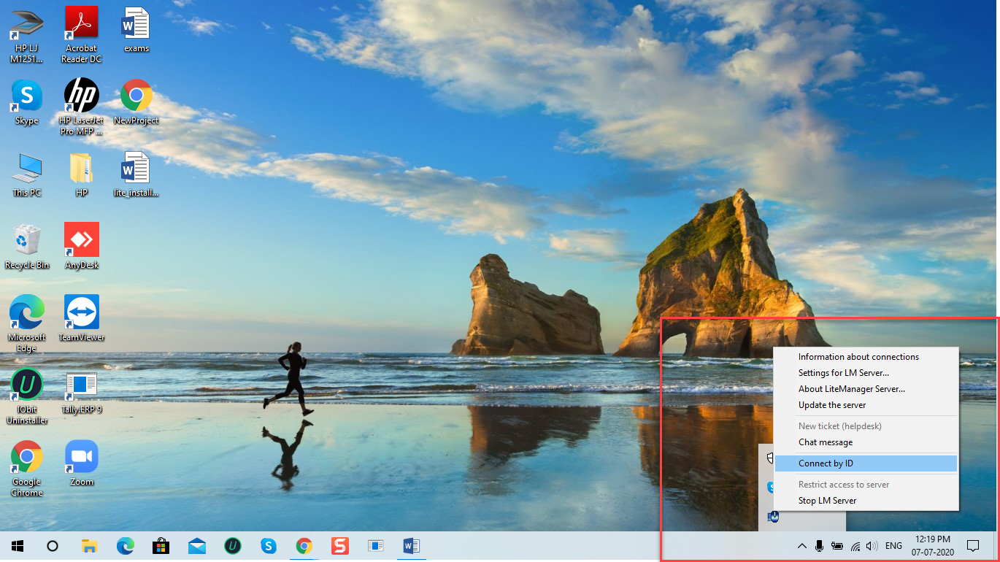 HP LJ
M1251...
Acrobat
Reader DC
exams
Skype
hp
HP LaserJet
Pro MFP ...
NewProject
This PC
HP
lite_install...
Recycle Bin
AnyDesk
Microsoft
Edge
TeamViewer
IObit
Uninstaller
Tally.ERP 9
Google
Chrome
Zoom
Information about connections
Settings for LM Server...
About LiteManager Server...
Update the server
New ticket (helpdesk)
Chat message
Connect by ID
Restrict access to server
Stop LM Server
ENG
12:19 PM
07-07-2020